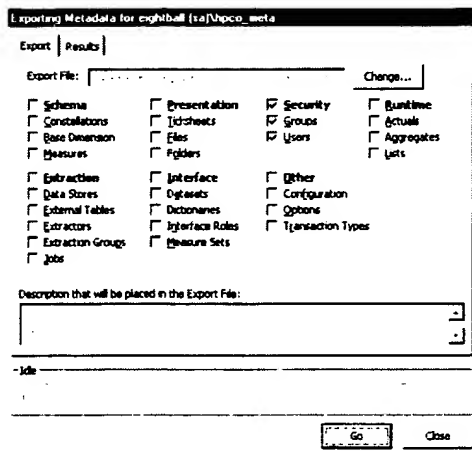 Exporting Metadata for eightball [sa]\hpco_meta
Export Results
Export File: Change...
Schema Presentation Security Runtime
Constellations Ticksheets Groups Actuals
Base Dimension Files Users Aggregates
Measures Folders Lists
Extraction Interface Other
Data Stores Datasets Configuration
External Tables Dictionaries Options
Extractors Interface Roles Transaction Types
Extraction Groups Measure Sets
Jobs
Description that will be placed in the Export File:
Idle
Go Close